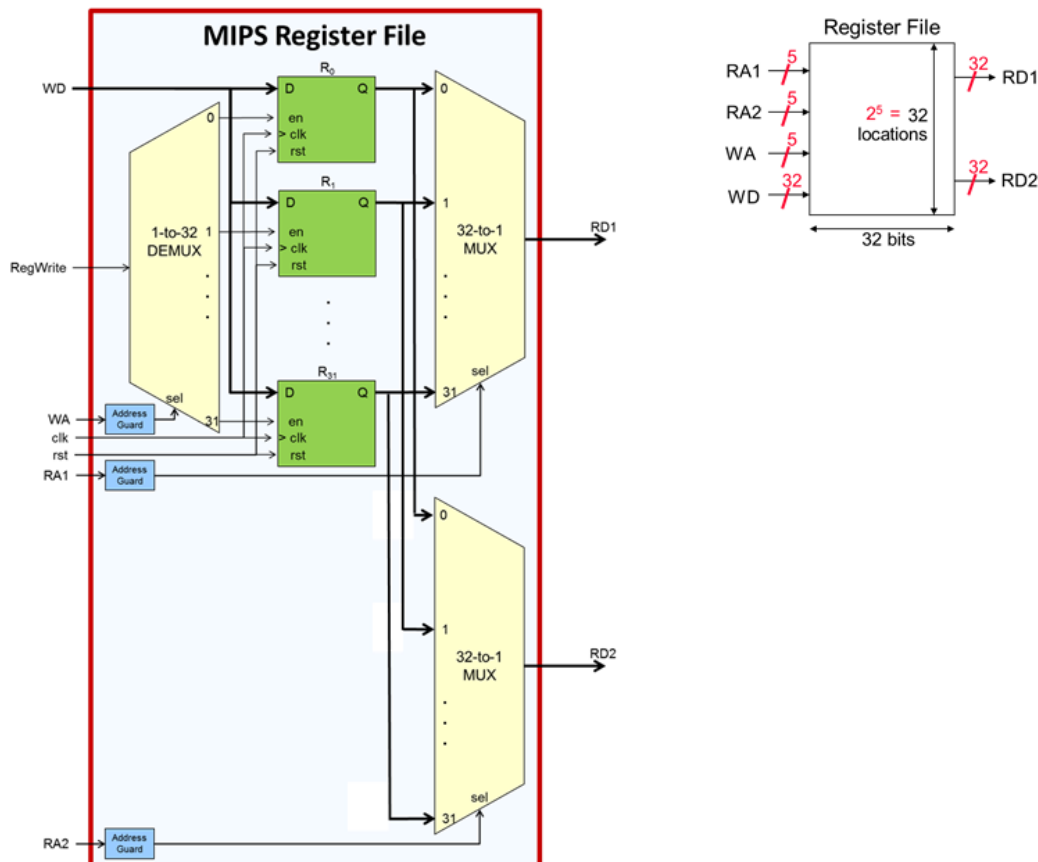 MIPS Register File
WD
R0
D
Q
en
> clk
rst
0
0
R1
D
Q
en
> clk
rst
1
1
1-to-32
DEMUX
32-to-1
MUX
RD1
RegWrite
R31
D
Q
en
> clk
rst
sel
31
sel
31
WA
Address
Guard
clk
rst
RA1
Address
Guard
0
1
32-to-1
MUX
RD2
sel
31
RA2
Address
Guard
Register File
RA1
5
RA2
5
WA
5
WD
32
2⁵ = 32
locations
32
RD1
32
RD2
32 bits